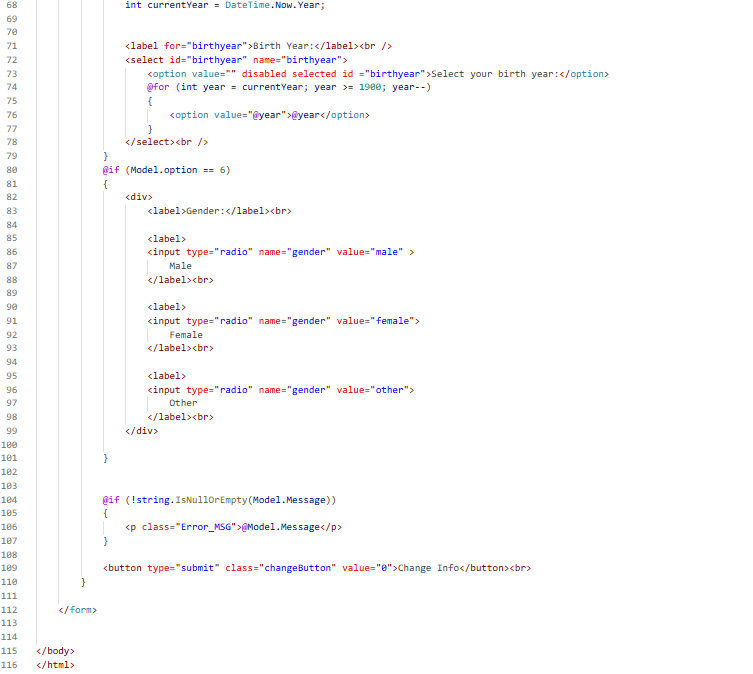 68 int currentYear = DateTime.Now.Year;
69
70
71 <label for="birthyear">Birth Year:</label><br />
72 <select id="birthyear" name="birthyear">
73 <option value="" disabled selected id ="birthyear">Select your birth year:</option>
74 @for (int year = currentYear; year >= 1900; year--)
75 {
76 <option value="@year">@year</option>
77 }
78 </select><br />
79 }
80 @if (Model.option == 6)
81 {
82 <div>
83 <label>Gender:</label><br>
84
85 <label>
86 <input type="radio" name="gender" value="male" >
87 Male
88 </label><br>
89
90 <label>
91 <input type="radio" name="gender" value="female">
92 Female
93 </label><br>
94
95 <label>
96 <input type="radio" name="gender" value="other">
97 Other
98 </label><br>
99 </div>
100
101 }
102
103
104 @if (!string.IsNullOrEmpty(Model.Message))
105 {
106 <p class="Error_MSG">@Model.Message</p>
107 }
108
109 <button type="submit" class="changeButton" value="0">Change Info</button><br>
110 }
111
112 </form>
113
114
115 </body>
116 </html>